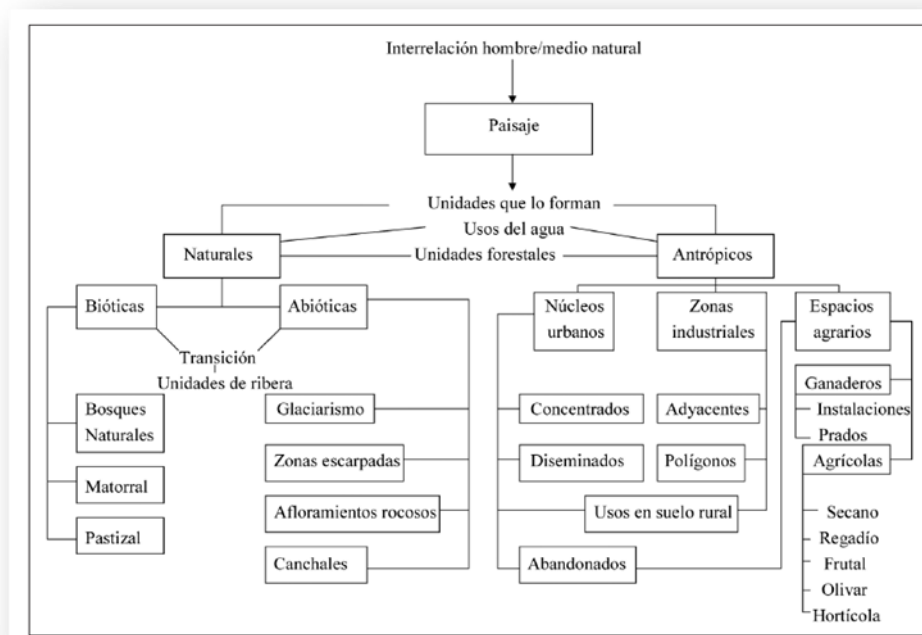 Interrelación hombre/medio natural
Paisaje
Unidades que lo forman
Usos del agua
Naturales
Unidades forestales
Antrópicos
Bióticas
Abióticas
Transición
Unidades de ribera
Bosques
Naturales
Matorral
Pastizal
Glaciarismo
Zonas escarpadas
Afloramientos rocosos
Canchales
Núcleos
urbanos
Zonas
industriales
Espacios
agrarios
Concentrados
Diseminados
Abandonados
Adyacentes
Polígonos
Usos en suelo rural
Ganaderos
Instalaciones
Prados
Agrícolas
Secano
Regadío
Frutal
Olivar
Hortícola